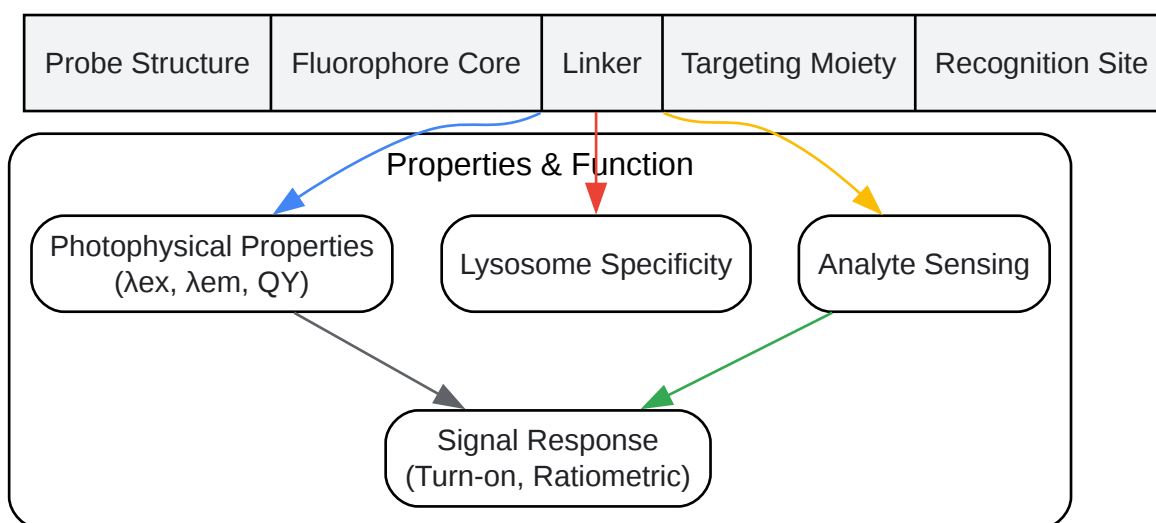 Probe Structure
Fluorophore Core
Linker
Targeting Moiety
Recognition Site
Properties & Function
Photophysical Properties
(λex, λem, QY)
Lysosome Specificity
Analyte Sensing
Signal Response
(Turn-on, Ratiometric)